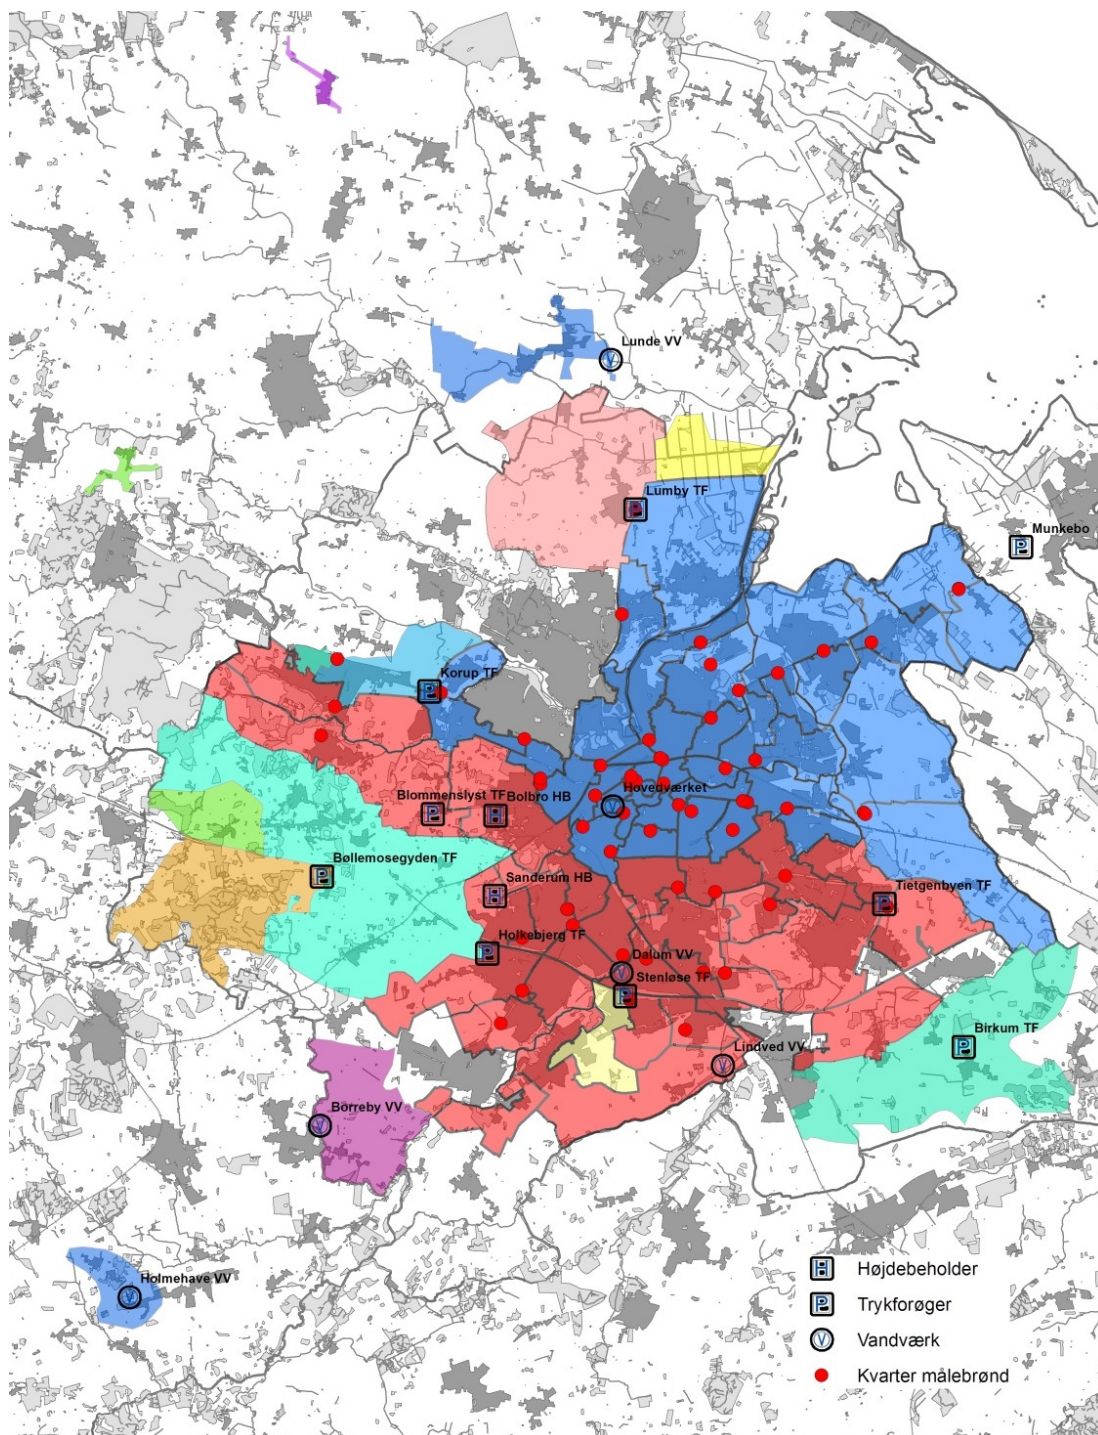 Lunde VV
Lumby TF
Munkebo
Korup TF
Blommenslyst TF
Bolbro HB
Hovedværket
Bøllemosegyden TF
Sanderum HB
Tietgenbyen TF
Holkebjerg TF
Dalum VV
Stenløse TF
Birkum TF
Lindved VV
Borreby VV
Holmehave VV
H Højdebeholder
P Trykforøger
V Vandværk
Kvarter målebrønd